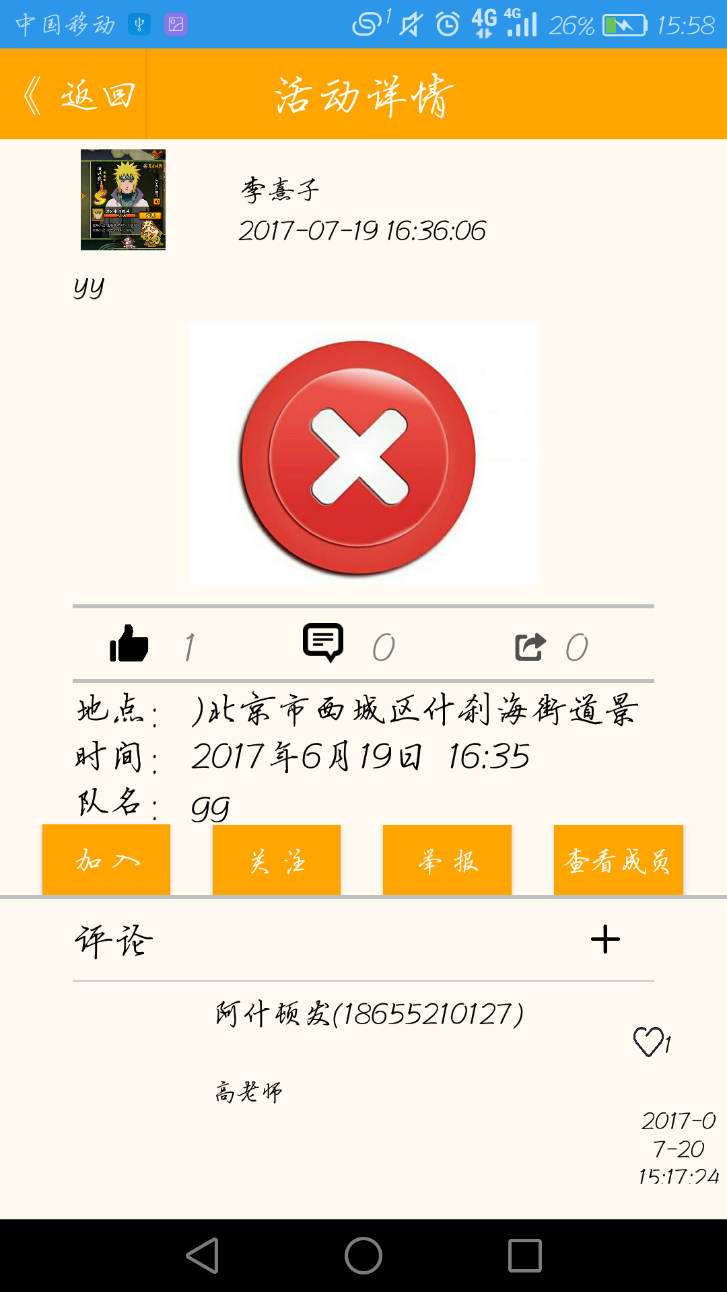 中国移动 1 4G 4G 26% 15:58
《 返回 活动详情
李熹子
2017-07-19 16:36:06
yy
1 0 0
地点： )北京市西城区什刹海街道景
时间： 2017年6月19日 16:35
队名： gg
加入 关注 举报 查看成员
评论 +
阿什顿发(18655210127)
1
高老师
2017-0
7-20
15:17:24